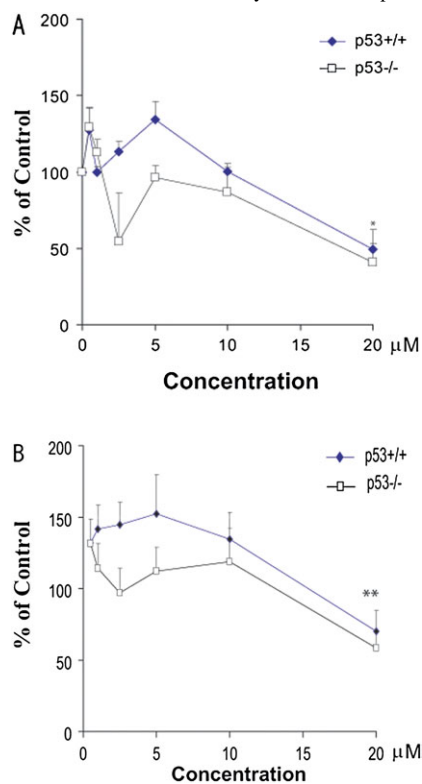 A
200
p53+/+
p53-/-
150
100
50
0
% of Control
*
0 5 10 15 20 μM
Concentration
B
200
p53+/+
p53-/-
150
100
50
0
% of Control
**
0 5 10 15 20 μM
Concentration